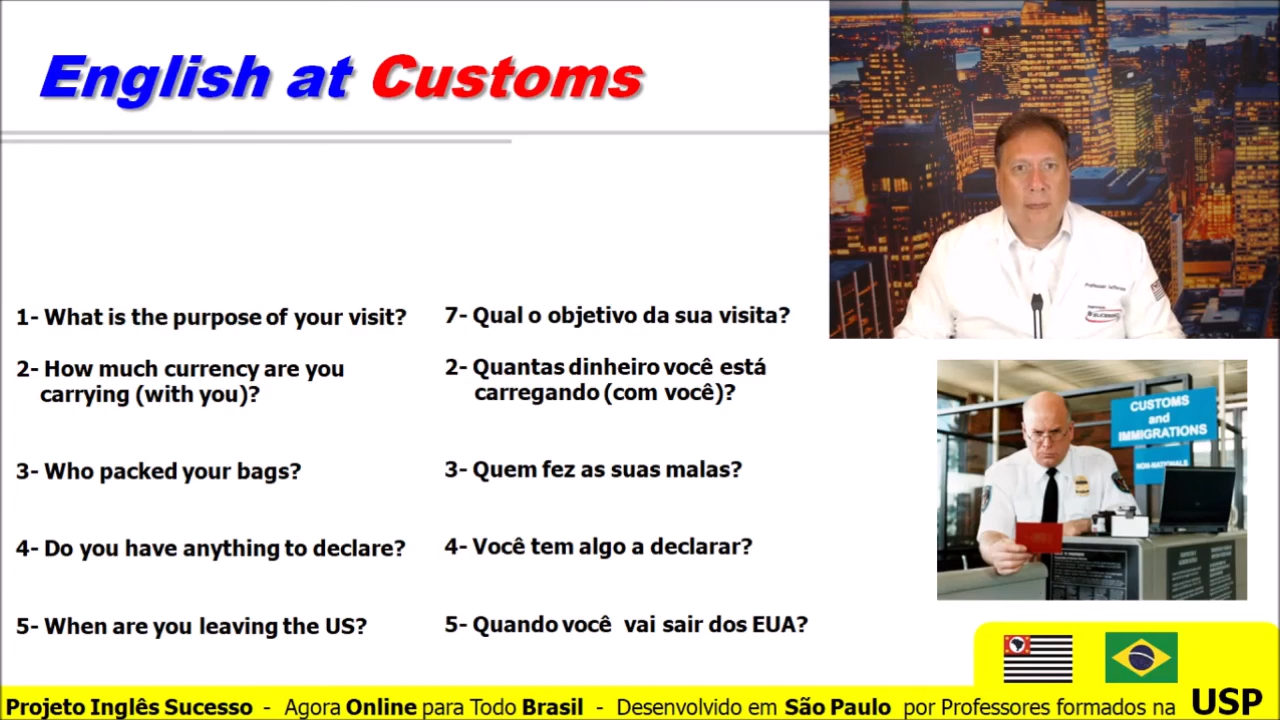 English at Customs
1- What is the purpose of your visit?
2- How much currency are you
carrying (with you)?
3- Who packed your bags?
4- Do you have anything to declare?
5- When are you leaving the US?
7- Qual o objetivo da sua visita?
2- Quantas dinheiro você está
carregando (com você)?
3- Quem fez as suas malas?
4- Você tem algo a declarar?
5- Quando você vai sair dos EUA?
CUSTOMS
and
IMMIGRATIONS
NON-NATIONALS
Projeto Inglês Sucesso - Agora Online para Todo Brasil - Desenvolvido em São Paulo por Professores formados na USP